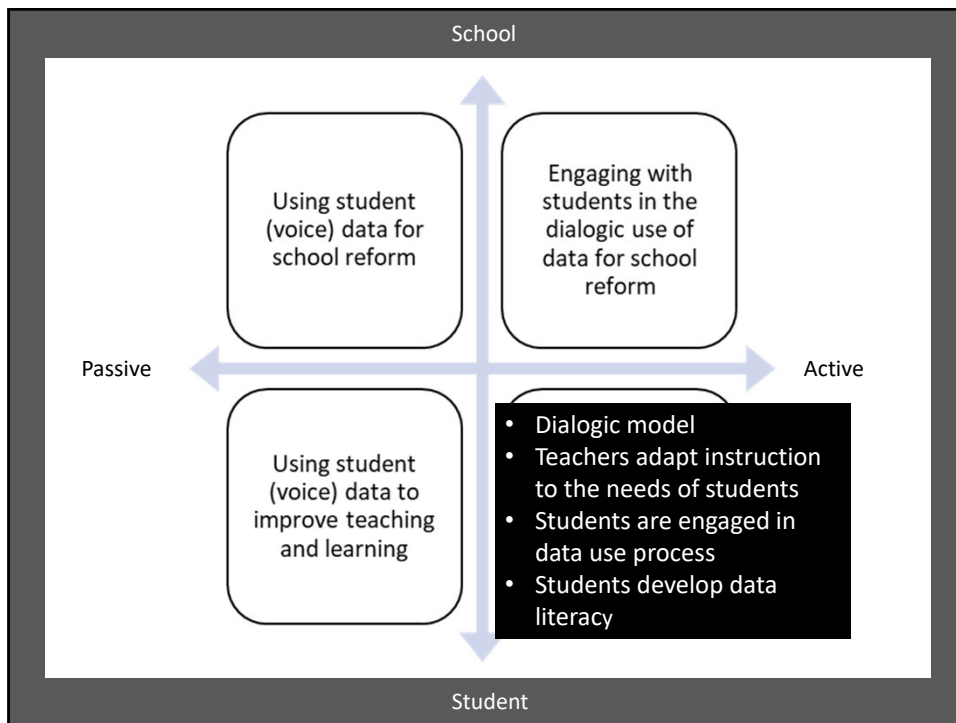 School
Using student
(voice) data for
school reform
Engaging with
students in the
dialogic use of
data for school
reform
Passive
Active
Using student
(voice) data to
improve teaching
and learning
• Dialogic model
• Teachers adapt instruction
to the needs of students
• Students are engaged in
data use process
• Students develop data
literacy
Student